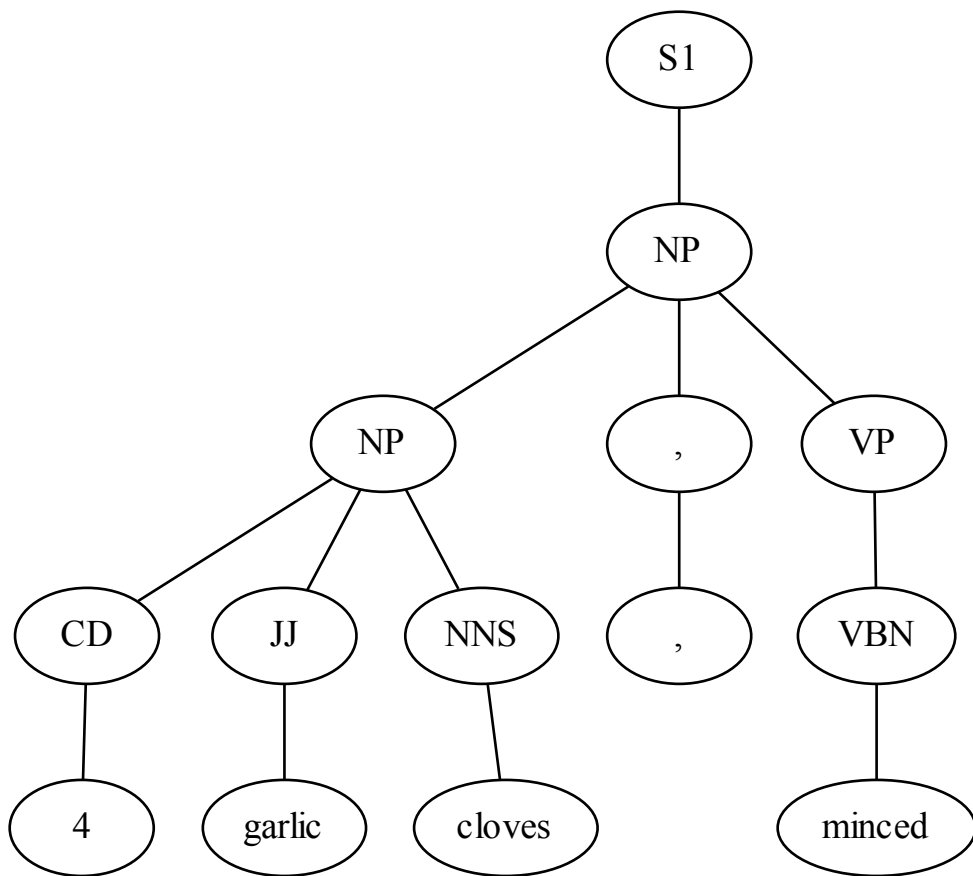 S1
NP
NP , VP
CD JJ NNS , VBN
4 garlic cloves minced